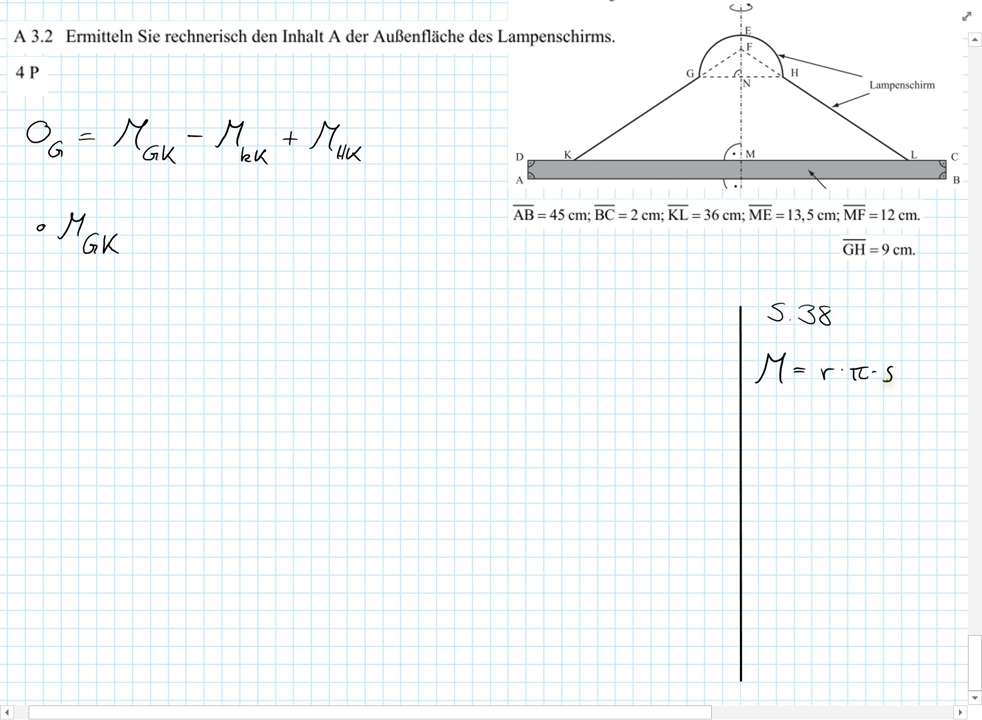 A 3.2 Ermitteln Sie rechnerisch den Inhalt A der Außenfläche des Lampenschirms.
4 P
E
F
G
H
N
Lampenschirm
D
K
M
L
C
A
B
AB = 45 cm; BC = 2 cm; KL = 36 cm; ME = 13,5 cm; MF = 12 cm.
GH = 9 cm.
O_G = M_GK - M_kK + M_HK
• M_GK
S. 38
M = r · π · s